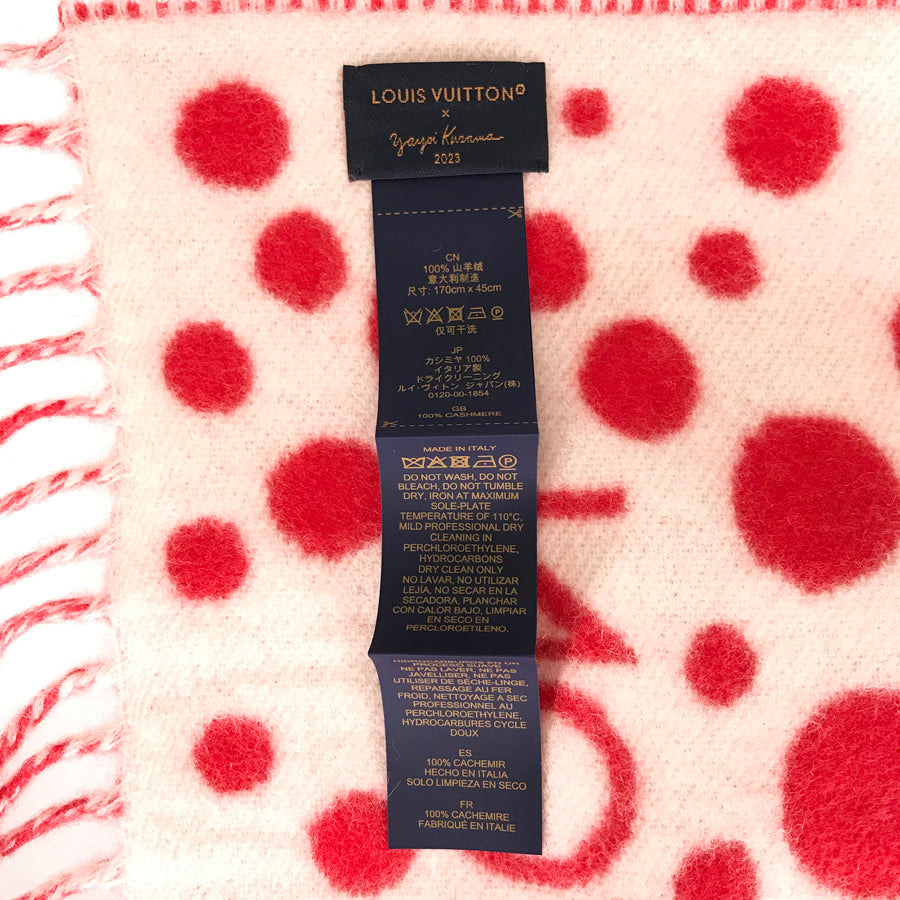 LOUIS VUITTON®
x
Yayoi Kusama
2023
CN
100% 山羊绒
意大利制造
尺寸: 170cm x 45cm
仅可干洗
JP
カシミヤ 100%
イタリア製
ドライクリーニング
ルイ・ヴィトン ジャパン(株)
0120-00-1854
GB
100% CASHMERE
MADE IN ITALY
DO NOT WASH, DO NOT
BLEACH, DO NOT TUMBLE
DRY, IRON AT MAXIMUM
SOLE-PLATE
TEMPERATURE OF 110°C,
MILD PROFESSIONAL DRY
CLEANING IN
PERCHLOROETHYLENE,
HYDROCARBONS
DRY CLEAN ONLY
NO LAVAR, NO UTILIZAR
LEJÍA, NO SECAR EN LA
SECADORA, PLANCHAR
CON CALOR BAJO, LIMPIAR
EN SECO EN
PERCLOROETILENO,
HIDROCARBUROS EN UN
PROCESO SUAVE
NE PAS LAVER, NE PAS
JAVELLISER, NE PAS
UTILISER DE SÈCHE-LINGE,
REPASSAGE AU FER
FROID, NETTOYAGE A SEC
PROFESSIONNEL AU
PERCHLOROETHYLENE,
HYDROCARBURES CYCLE
DOUX
ES
100% CACHEMIR
HECHO EN ITALIA
SOLO LIMPIEZA EN SECO
FR
100% CACHEMIRE
FABRIQUÉ EN ITALIE